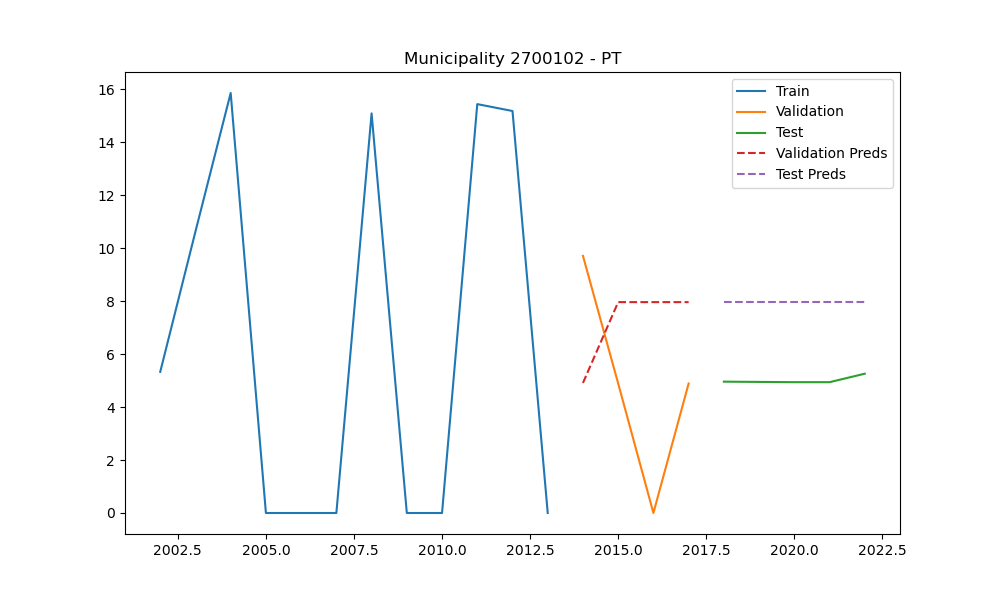 Municipality 2700102 - PT
Train
Validation
Test
Validation Preds
Test Preds
16
14
12
10
8
6
4
2
0
2002.5 2005.0 2007.5 2010.0 2012.5 2015.0 2017.5 2020.0 2022.5